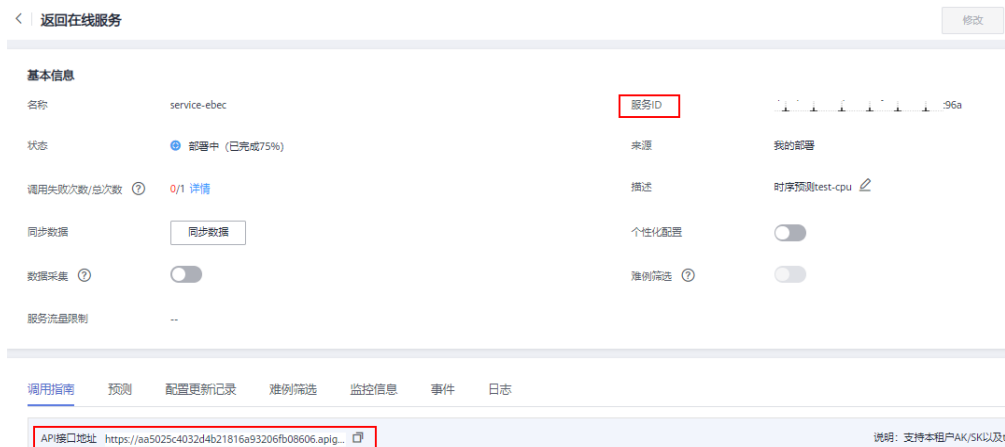 返回在线服务 修改
基本信息
名称 service-ebec 服务ID :96a
状态 部署中 (已完成75%) 来源 我的部署
调用失败次数/总次数 ? 0/1 详情 描述 时序预测test-cpu
同步数据 同步数据 个性化配置
数据采集 ? 难例筛选 ?
服务流量限制 --
调用指南 预测 配置更新记录 难例筛选 监控信息 事件 日志
API接口地址 https://aa5025c4032d4b21816a93206fb08606.apig... 说明：支持本租户AK/SK以及